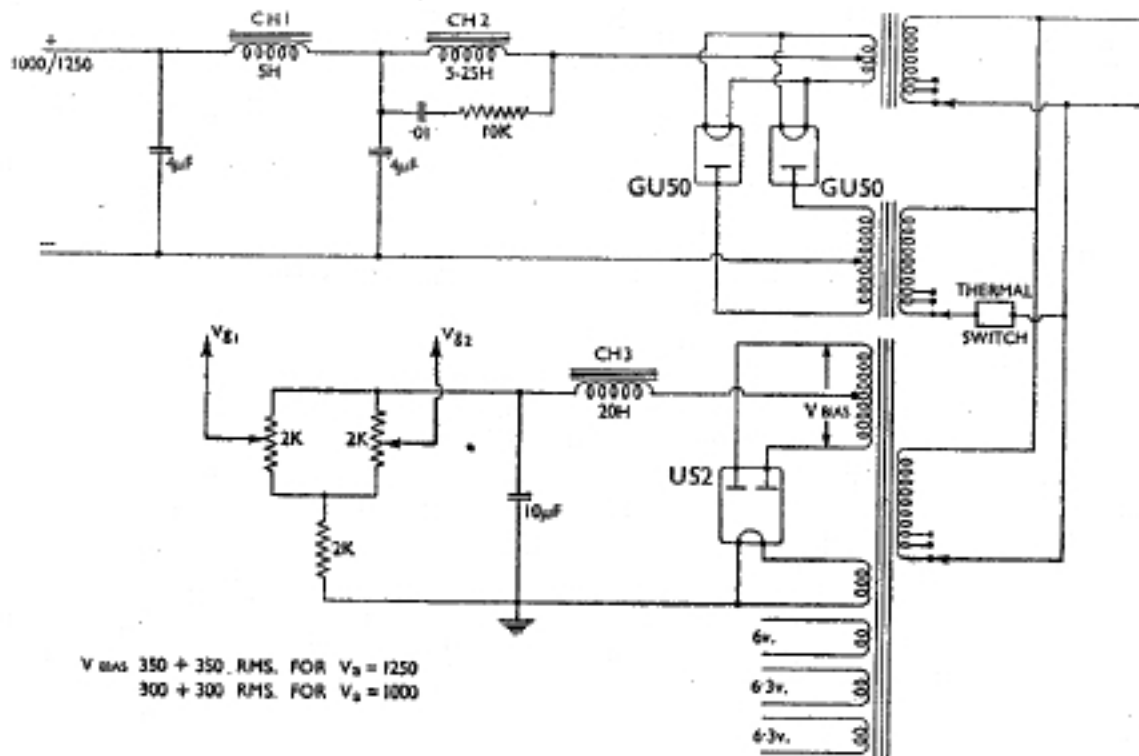 CH1
CH2
+
1000/1250
5H
5-25H
·01
10K
4μF
4μF
GU50
GU50
−
THERMAL
SWITCH
Vg1
Vg2
CH3
20H
V BIAS
2K
2K
U52
10μF
2K
6v.
6·3v.
6·3v.
V BIAS 350 + 350. RMS. FOR Va = 1250
300 + 300 RMS. FOR Va = 1000